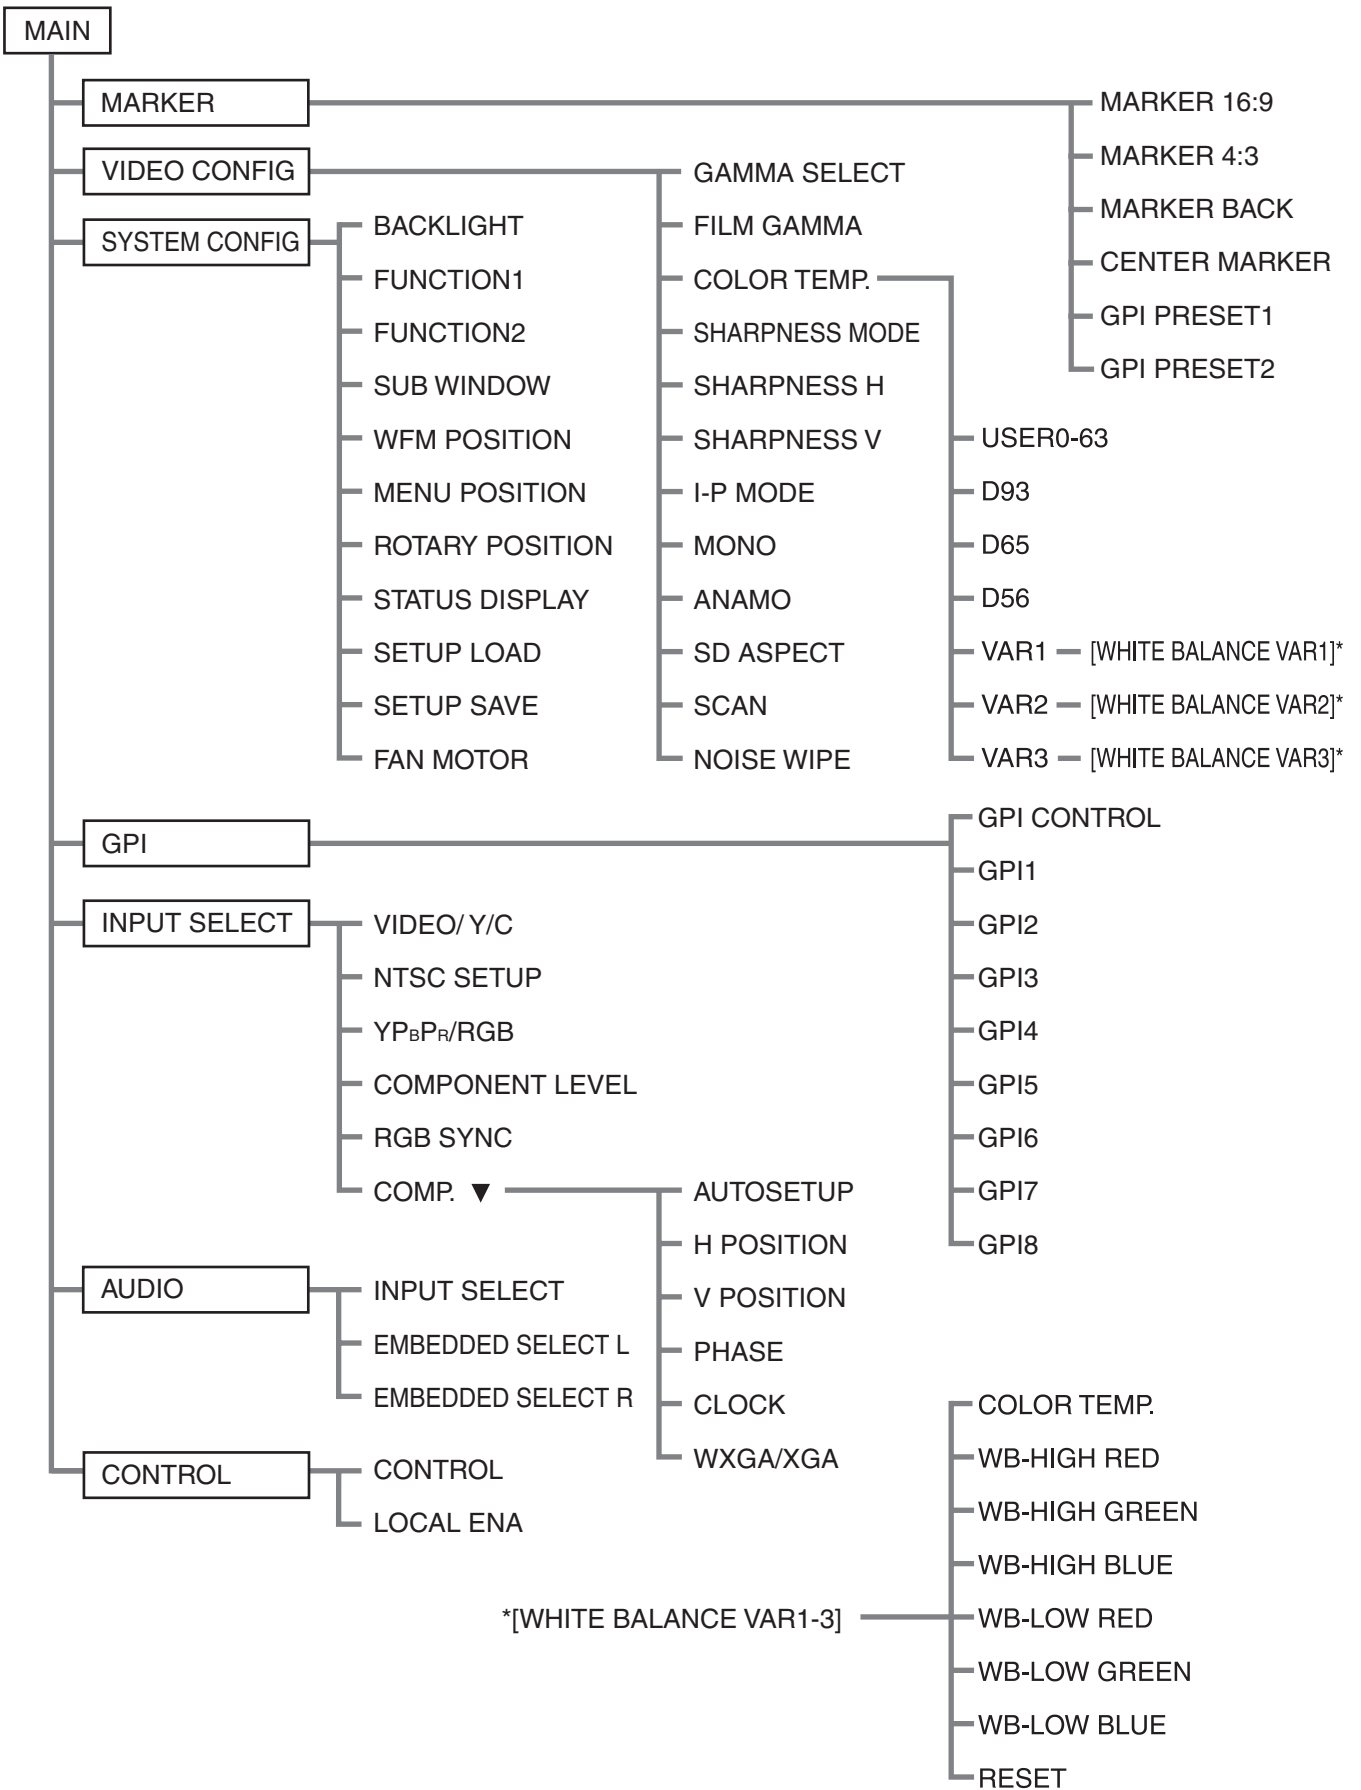 MAIN
MARKER
MARKER 16:9
MARKER 4:3
MARKER BACK
CENTER MARKER
GPI PRESET1
GPI PRESET2
VIDEO CONFIG
GAMMA SELECT
FILM GAMMA
COLOR TEMP.
SHARPNESS MODE
SHARPNESS H
SHARPNESS V
I-P MODE
MONO
ANAMO
SD ASPECT
SCAN
NOISE WIPE
USER0-63
D93
D65
D56
VAR1 [WHITE BALANCE VAR1]*
VAR2 [WHITE BALANCE VAR2]*
VAR3 [WHITE BALANCE VAR3]*
SYSTEM CONFIG
BACKLIGHT
FUNCTION1
FUNCTION2
SUB WINDOW
WFM POSITION
MENU POSITION
ROTARY POSITION
STATUS DISPLAY
SETUP LOAD
SETUP SAVE
FAN MOTOR
GPI
GPI CONTROL
GPI1
GPI2
GPI3
GPI4
GPI5
GPI6
GPI7
GPI8
INPUT SELECT
VIDEO/ Y/C
NTSC SETUP
YPBPR/RGB
COMPONENT LEVEL
RGB SYNC
COMP. ▼
AUTOSETUP
H POSITION
V POSITION
PHASE
CLOCK
WXGA/XGA
AUDIO
INPUT SELECT
EMBEDDED SELECT L
EMBEDDED SELECT R
CONTROL
CONTROL
LOCAL ENA
*[WHITE BALANCE VAR1-3]
COLOR TEMP.
WB-HIGH RED
WB-HIGH GREEN
WB-HIGH BLUE
WB-LOW RED
WB-LOW GREEN
WB-LOW BLUE
RESET